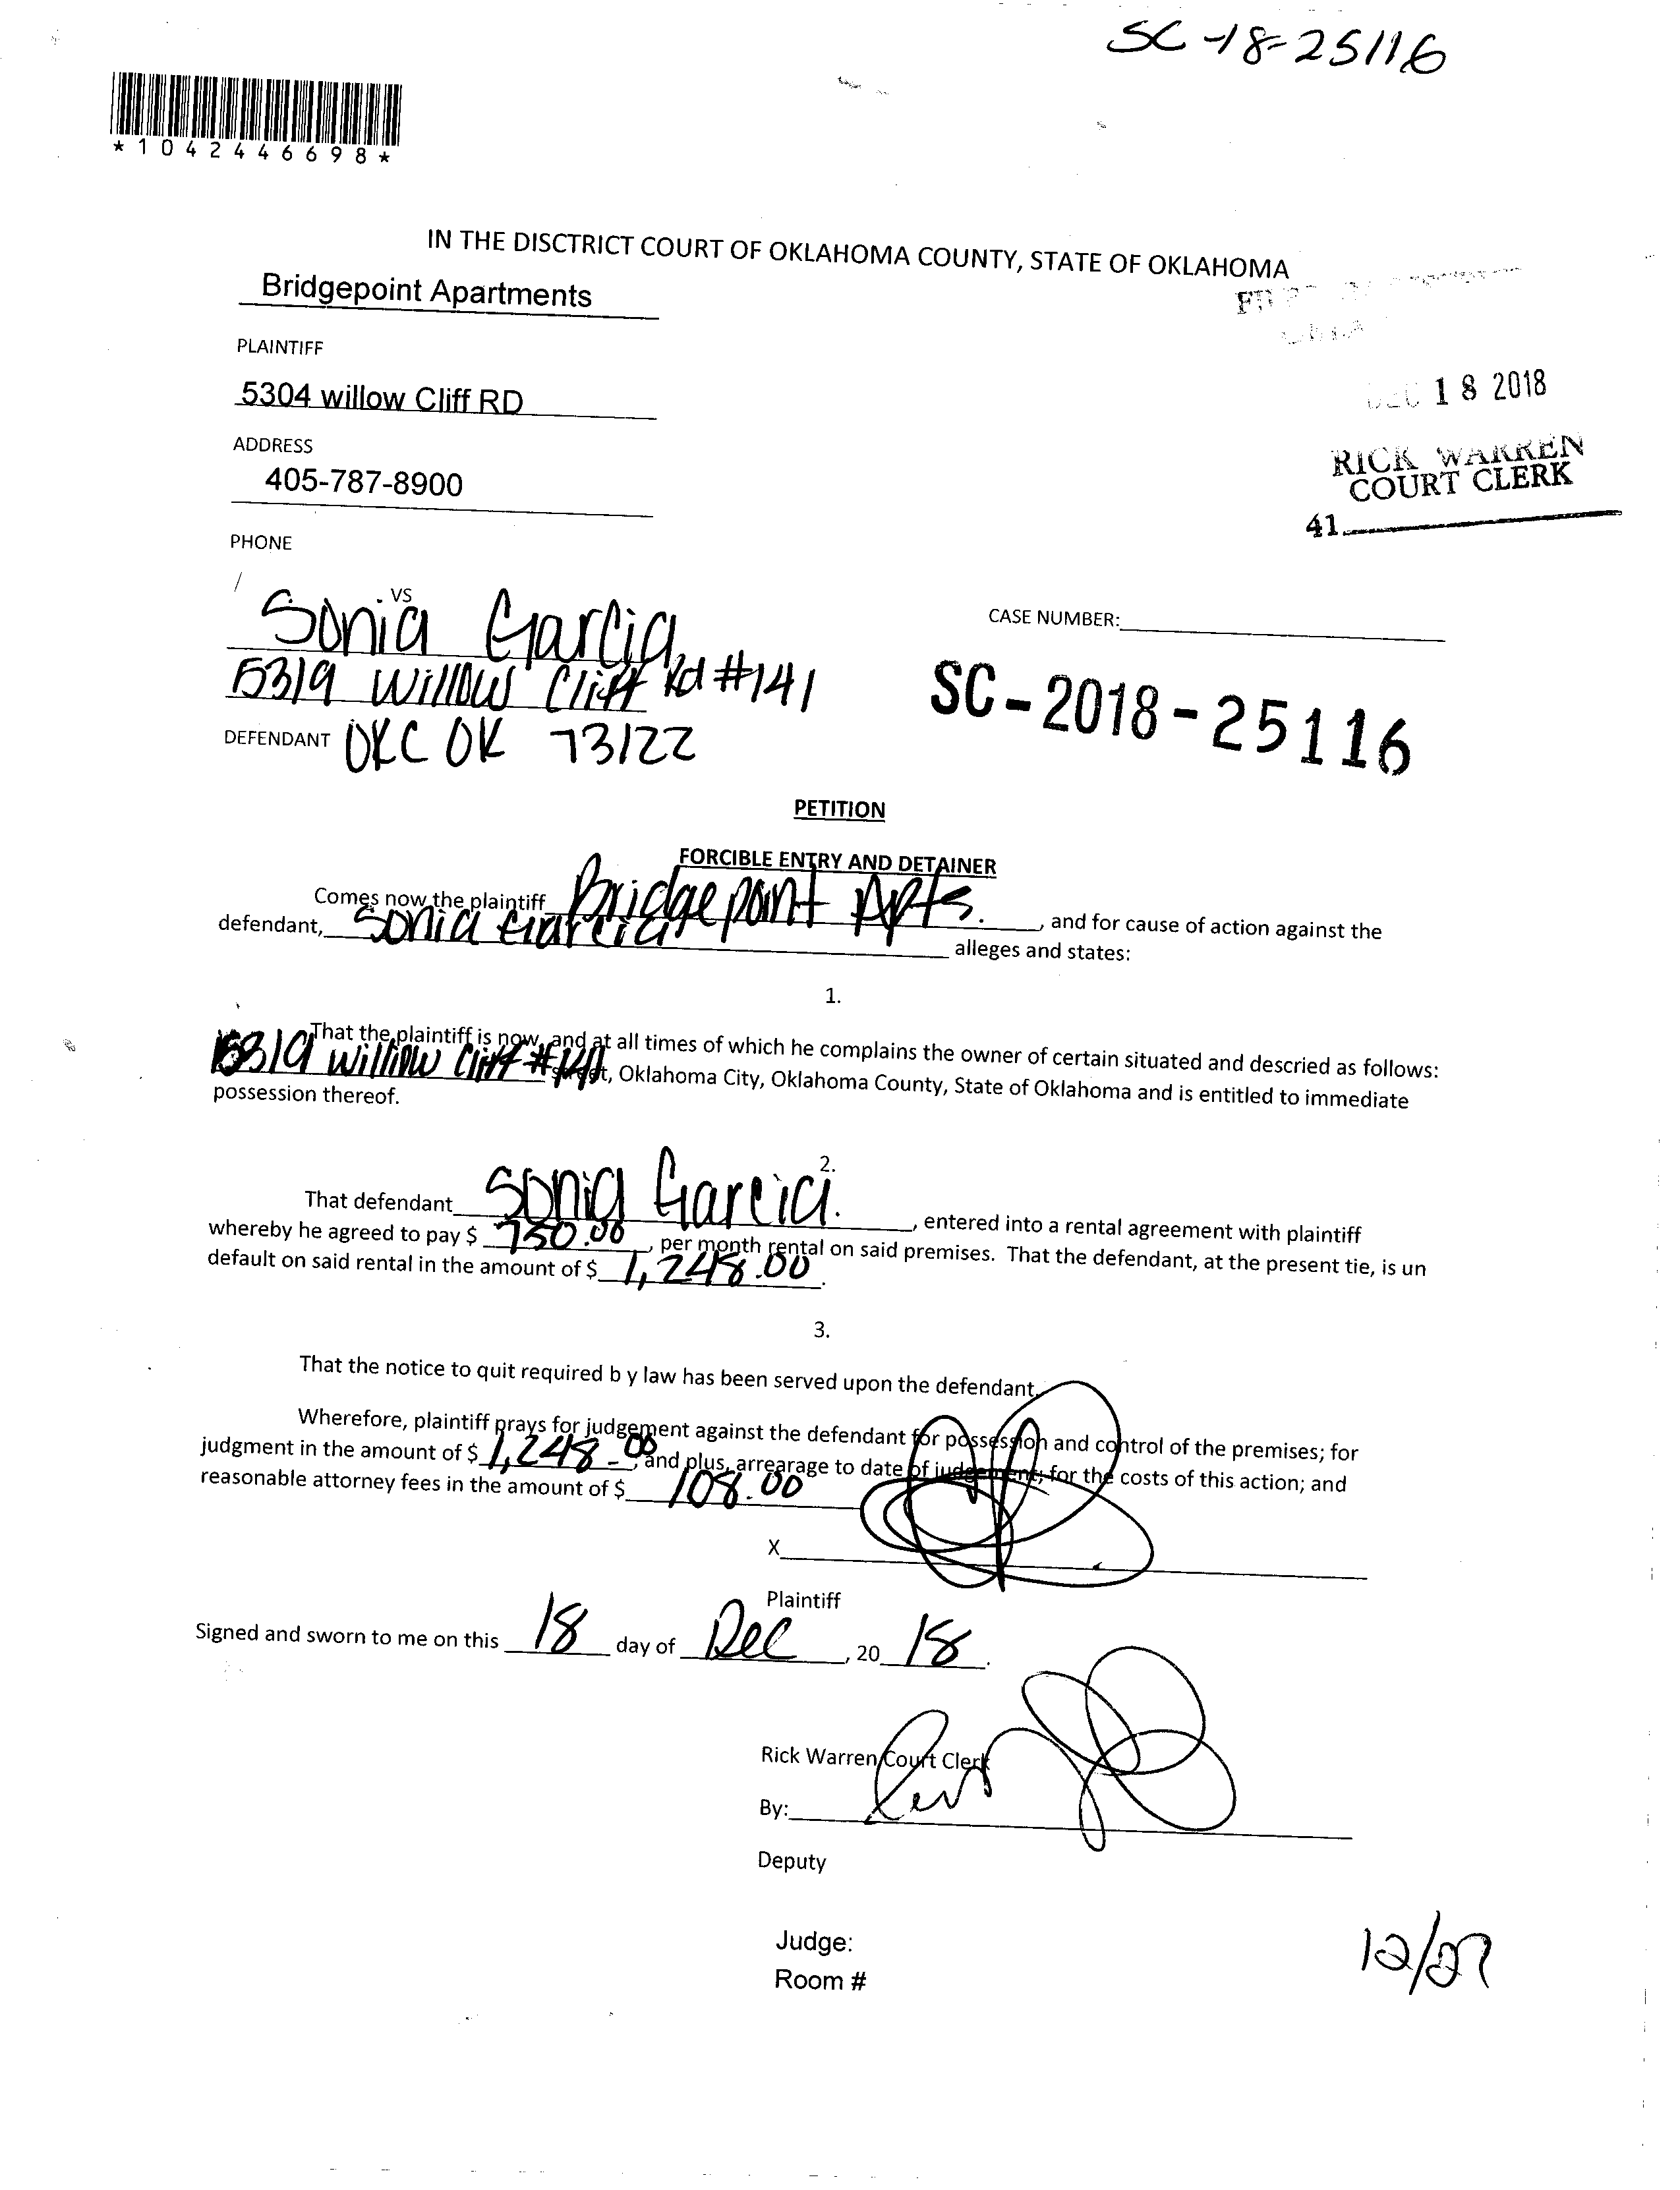 SC-18-25116
*1042446698*
IN THE DISCTRICT COURT OF OKLAHOMA COUNTY, STATE OF OKLAHOMA
Bridgepoint Apartments
PLAINTIFF
5304 willow Cliff RD
DEC 18 2018
ADDRESS
RICK WARREN
COURT CLERK
405-787-8900
41
PHONE
VS
Sonia Garcia
CASE NUMBER:
5319 Willow Cliff Rd #141
SC-2018-25116
DEFENDANT OKC OK 73122
PETITION
FORCIBLE ENTRY AND DETAINER
Comes now the plaintiff Bridgepoint Apts. , and for cause of action against the
defendant, Sonia Garcia alleges and states:
1.
That the plaintiff is now, and at all times of which he complains the owner of certain situated and descried as follows:
5319 Willow Cliff #141 street, Oklahoma City, Oklahoma County, State of Oklahoma and is entitled to immediate
possession thereof.
2.
That defendant Sonia Garcia. , entered into a rental agreement with plaintiff
whereby he agreed to pay $ 750.00 , per month rental on said premises. That the defendant, at the present tie, is un
default on said rental in the amount of $ 1,248.00 .
3.
That the notice to quit required b y law has been served upon the defendant.
Wherefore, plaintiff prays for judgement against the defendant for possession and control of the premises; for
judgment in the amount of $ 1,248.00 , and plus, arrearage to date of judgement; for the costs of this action; and
reasonable attorney fees in the amount of $ 108.00
X
Plaintiff
Signed and sworn to me on this 18 day of Dec , 20 18 .
Rick Warren Court Clerk
By:
Deputy
Judge:
Room #
12/27